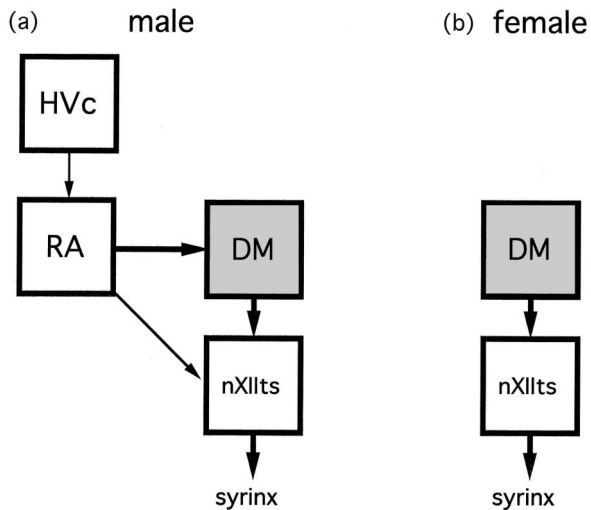 (a) male
HVc
RA
DM
nXIIts
syrinx
(b) female
DM
nXIIts
syrinx